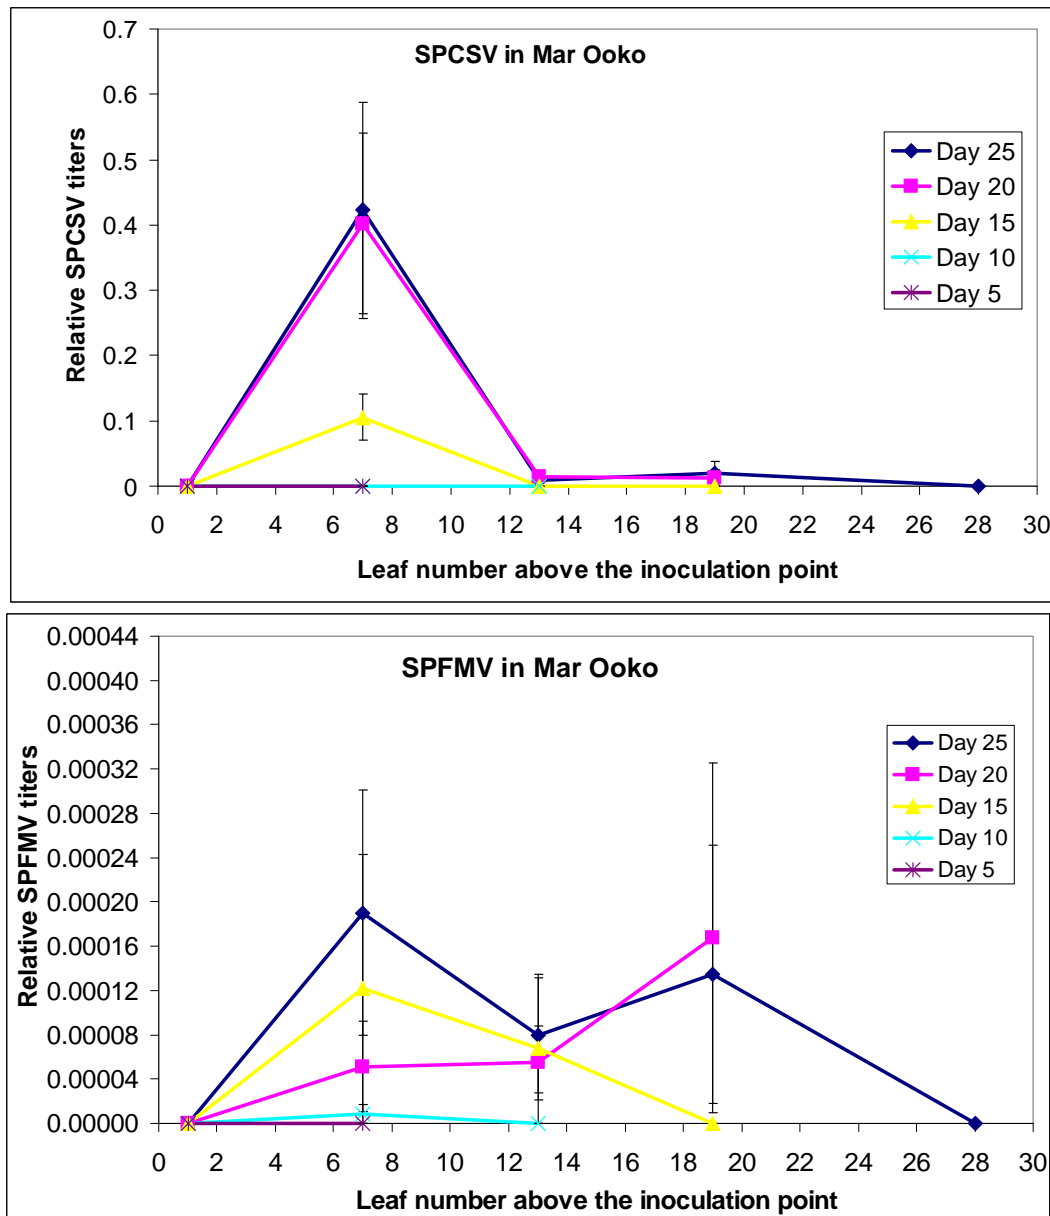 SPCSV in Mar Ooko
Relative SPCSV titers
0.7
0.6
0.5
0.4
0.3
0.2
0.1
0
0 2 4 6 8 10 12 14 16 18 20 22 24 26 28 30
Leaf number above the inoculation point
Day 25
Day 20
Day 15
Day 10
Day 5
SPFMV in Mar Ooko
Relative SPFMV titers
0.00044
0.00040
0.00036
0.00032
0.00028
0.00024
0.00020
0.00016
0.00012
0.00008
0.00004
0.00000
0 2 4 6 8 10 12 14 16 18 20 22 24 26 28 30
Leaf number above the inoculation point
Day 25
Day 20
Day 15
Day 10
Day 5